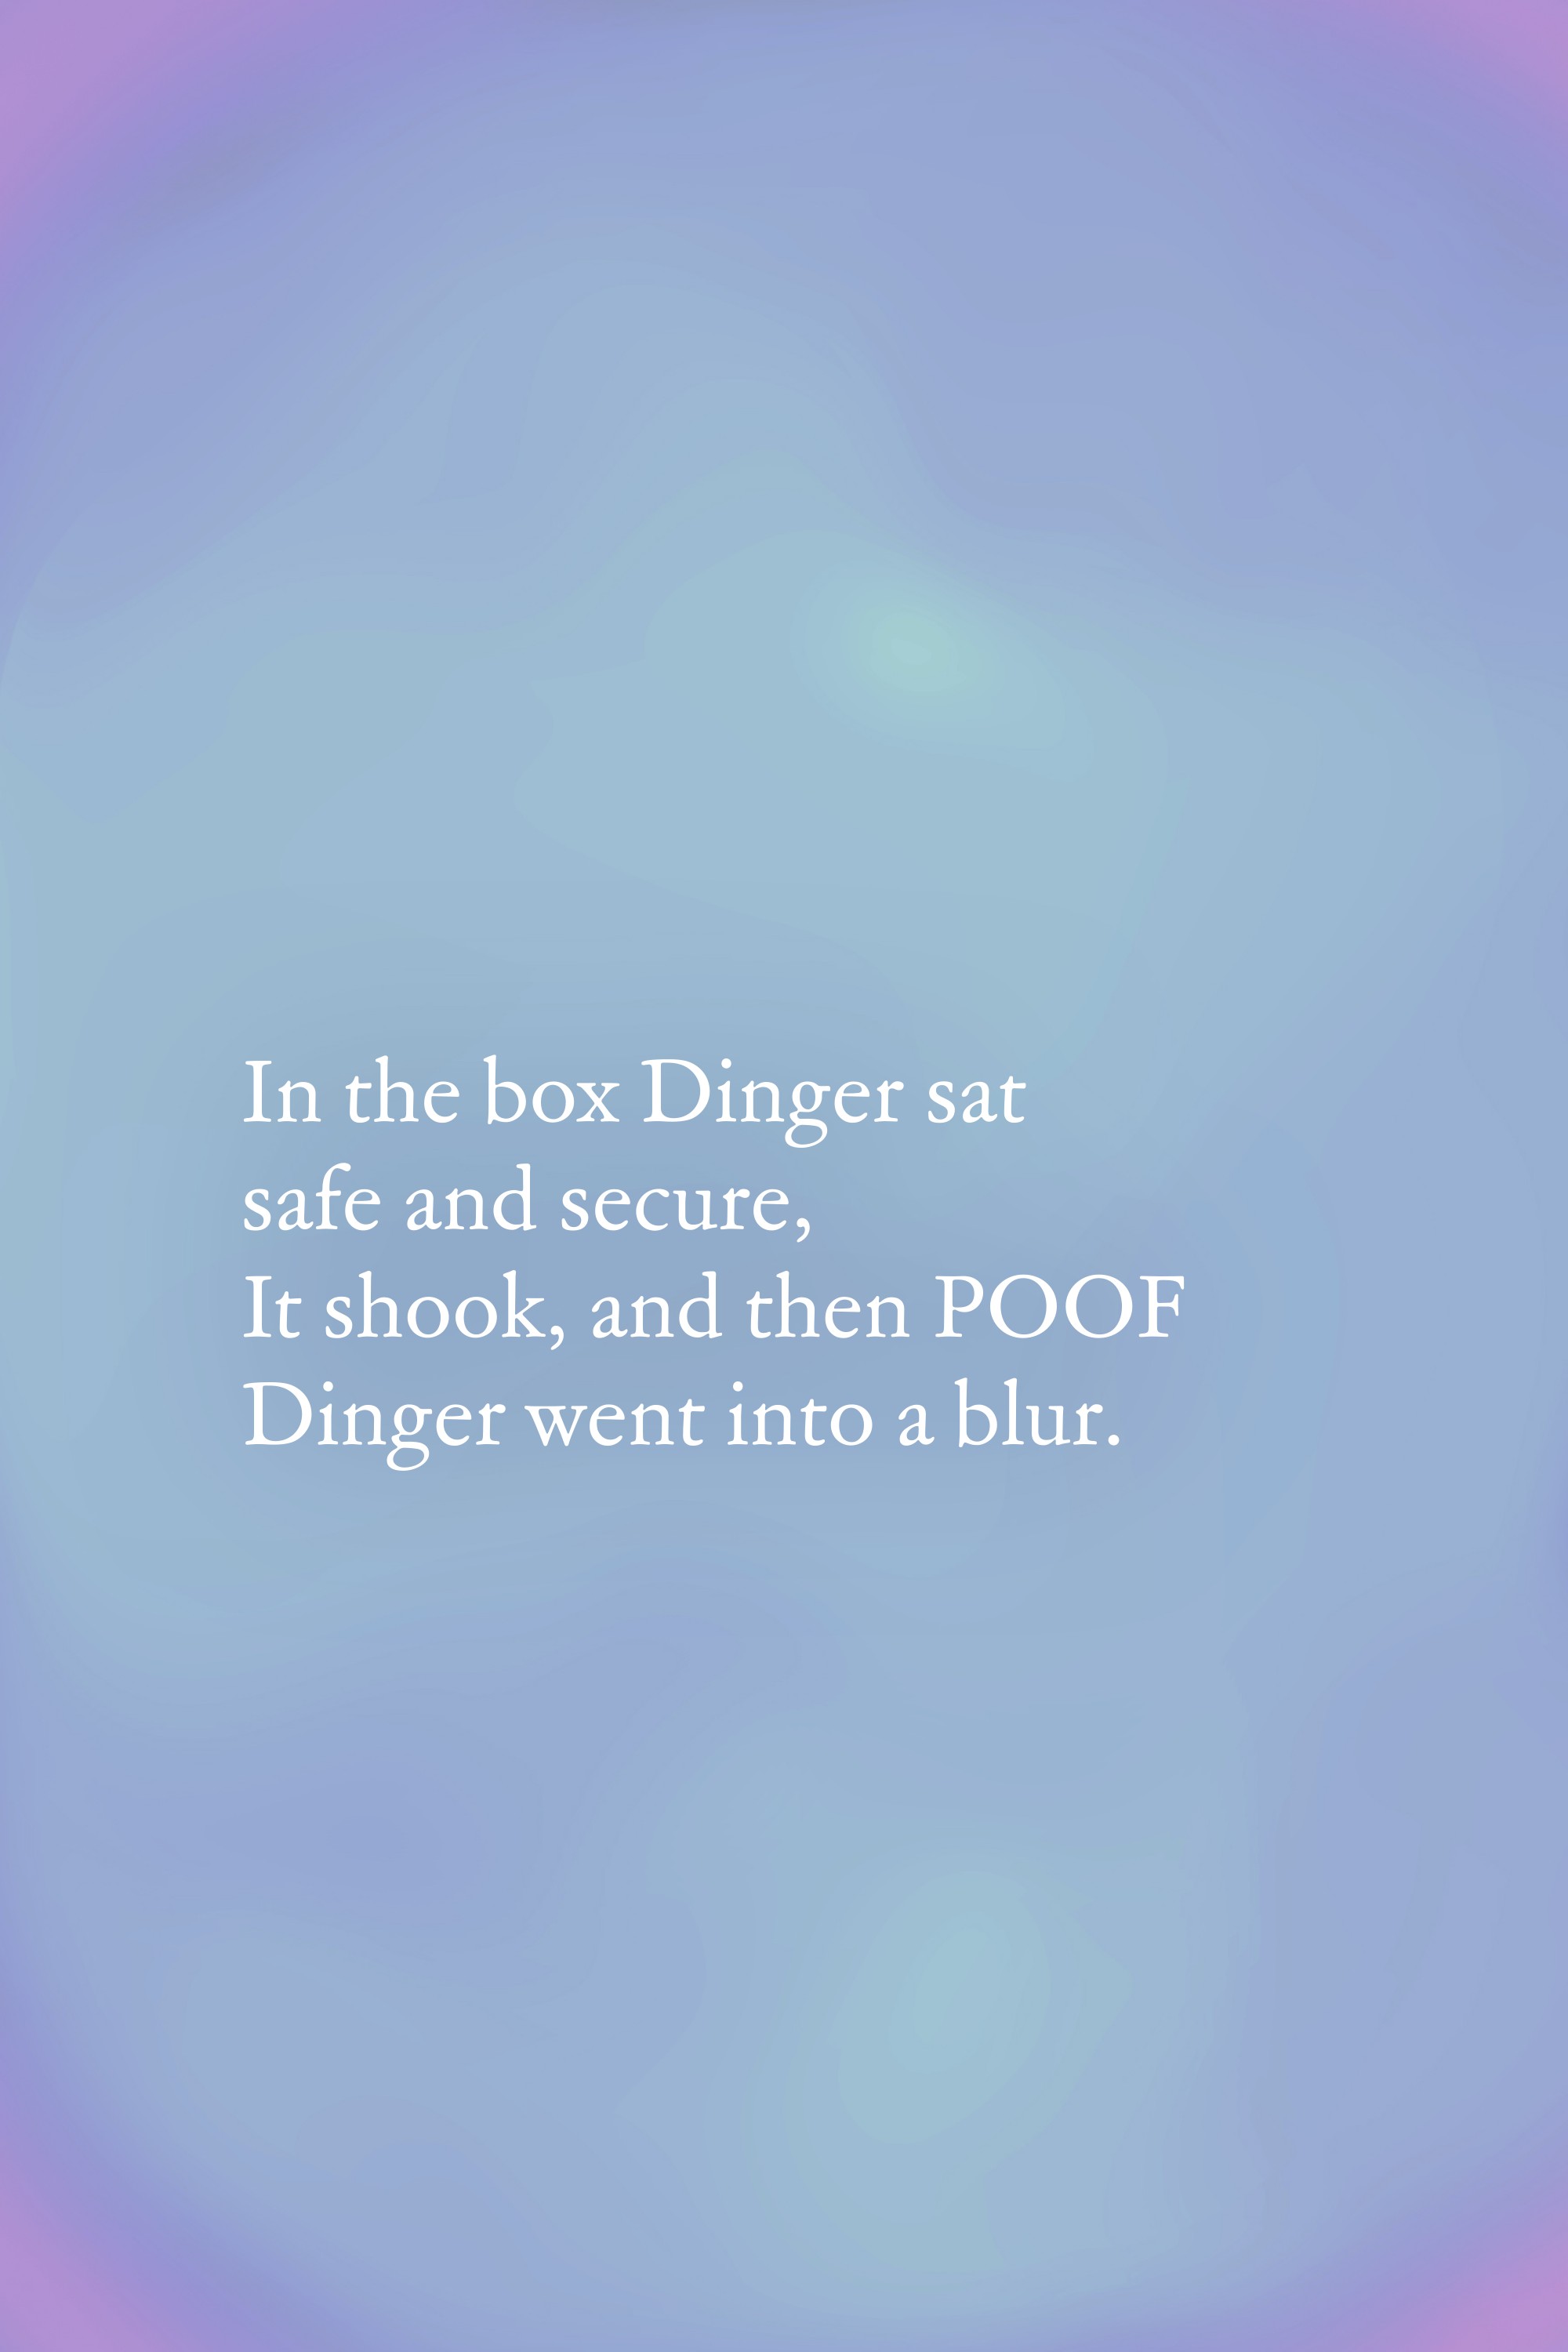 In the box Dinger sat
safe and secure,
It shook, and then POOF
Dinger went into a blur.